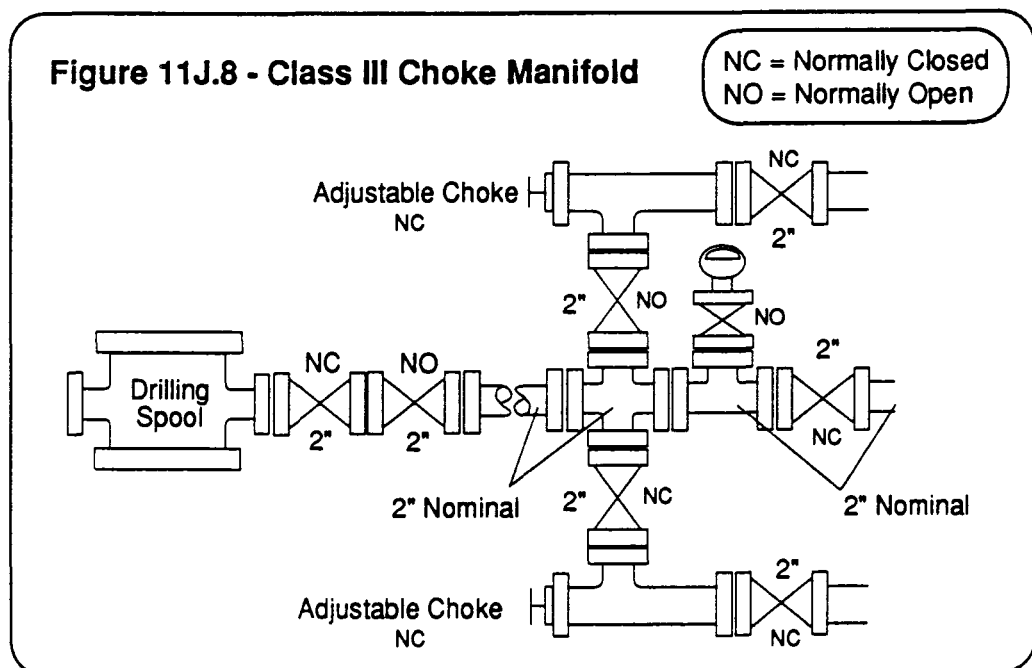 Figure 11J.8 - Class III Choke Manifold
NC = Normally Closed
NO = Normally Open
NC
Adjustable Choke
NC
2"
2"
NO
NO
2"
NC
NO
Drilling
Spool
2"
2"
NC
2" Nominal
2"
NC
2" Nominal
2"
Adjustable Choke
NC
NC